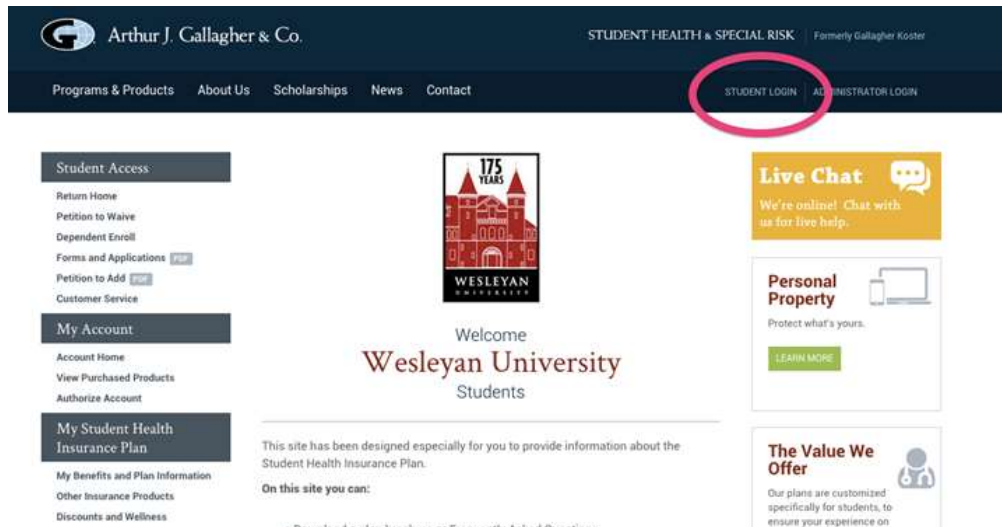 Arthur J. Gallagher & Co.
STUDENT HEALTH & SPECIAL RISK
Formerly Gallagher Koster
Programs & Products
About Us
Scholarships
News
Contact
STUDENT LOGIN
ADMINISTRATOR LOGIN
Student Access
Return Home
Petition to Waive
Dependent Enroll
Forms and Applications PDF
Petition to Add PDF
Customer Service
My Account
Account Home
View Purchased Products
Authorize Account
My Student Health
Insurance Plan
My Benefits and Plan Information
Other Insurance Products
Discounts and Wellness
175
YEARS
WESLEYAN
UNIVERSITY
Welcome
Wesleyan University
Students
This site has been designed especially for you to provide information about the
Student Health Insurance Plan.
On this site you can:
Live Chat
We're online! Chat with
us for live help.
Personal
Property
Protect what's yours.
LEARN MORE
The Value We
Offer
Our plans are customized
specifically for students, to
ensure your experience on